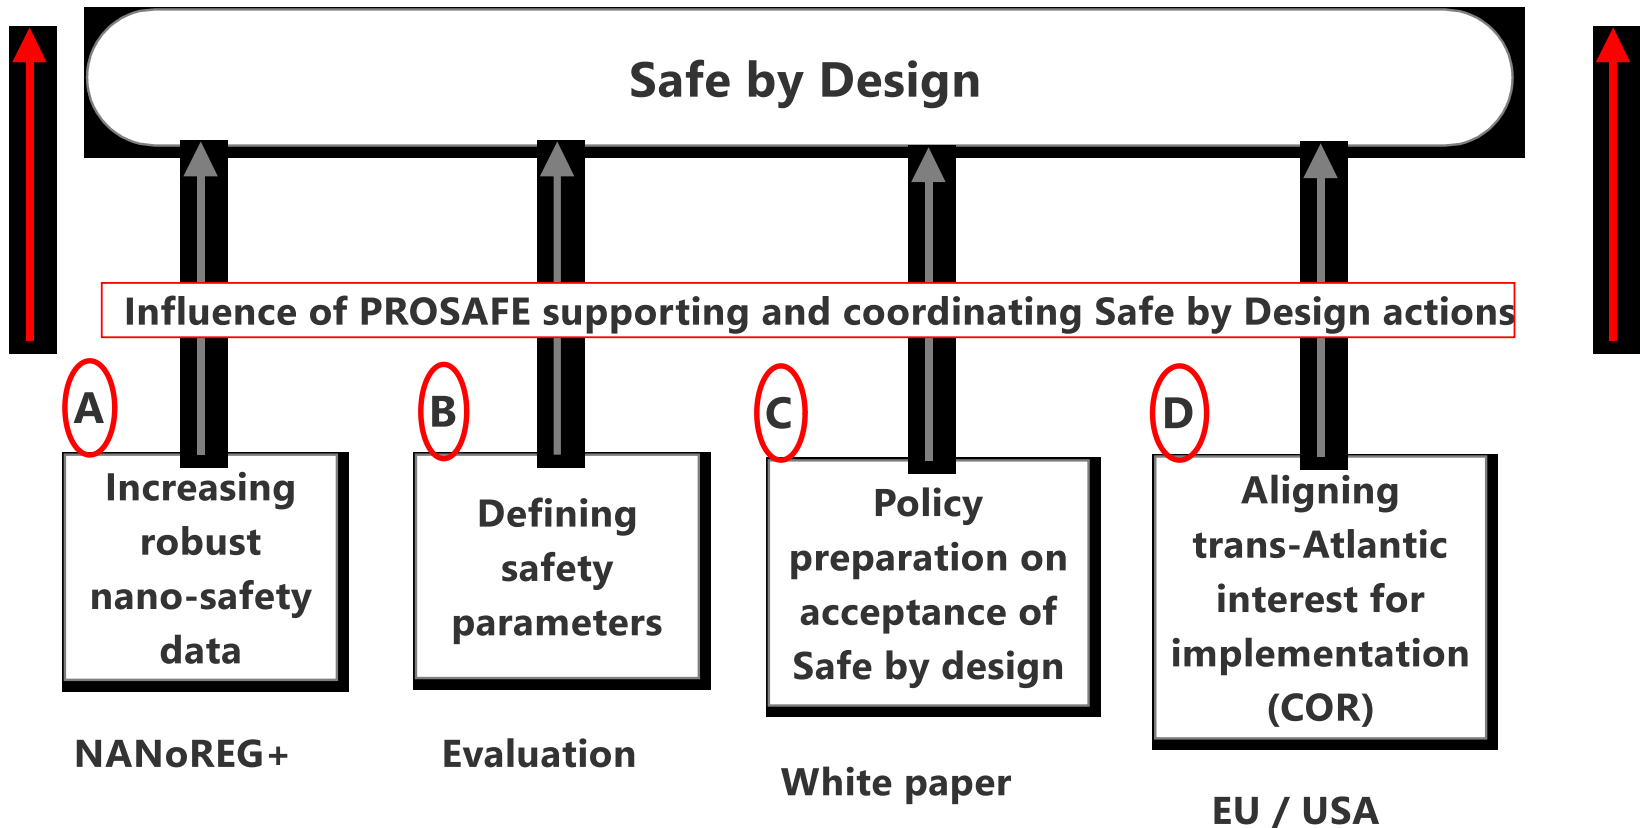 Safe by Design
Influence of PROSAFE supporting and coordinating Safe by Design actions
A
Increasing
robust
nano-safety
data
NANoREG+
B
Defining
safety
parameters
Evaluation
C
Policy
preparation on
acceptance of
Safe by design
White paper
D
Aligning
trans-Atlantic
interest for
implementation
(COR)
EU / USA